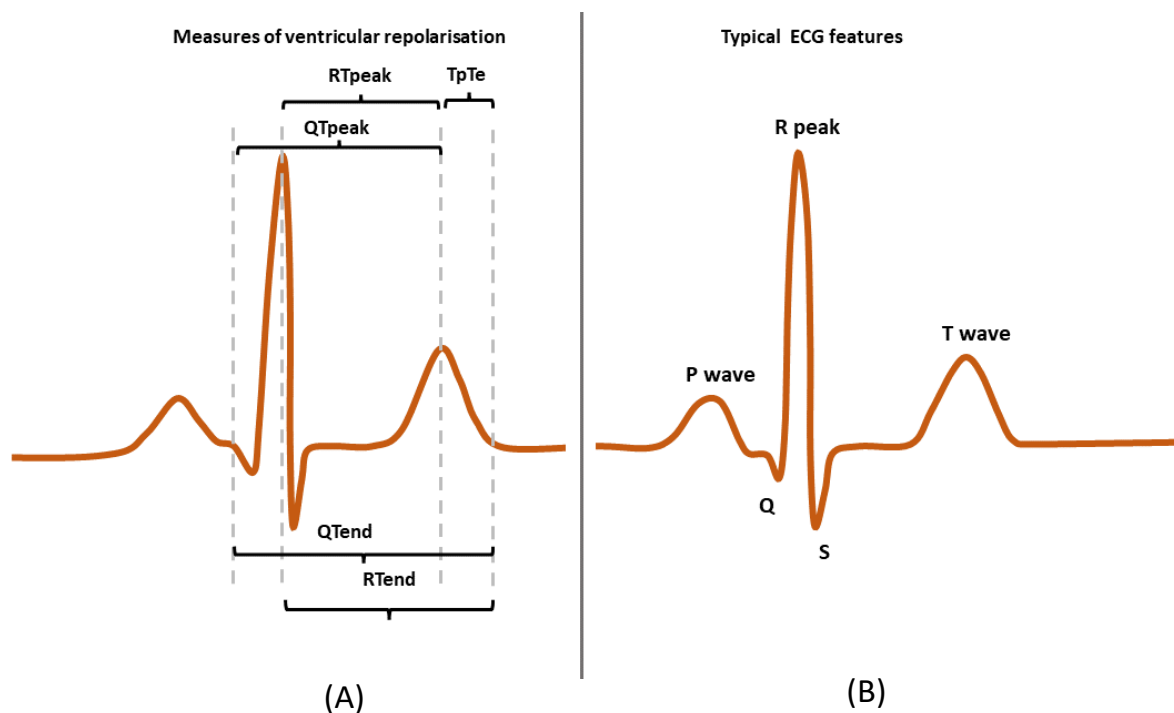 Measures of ventricular repolarisation
RTpeak
TpTe
QTpeak
QTend
RTend
(A)
Typical ECG features
R peak
T wave
P wave
Q
S
(B)